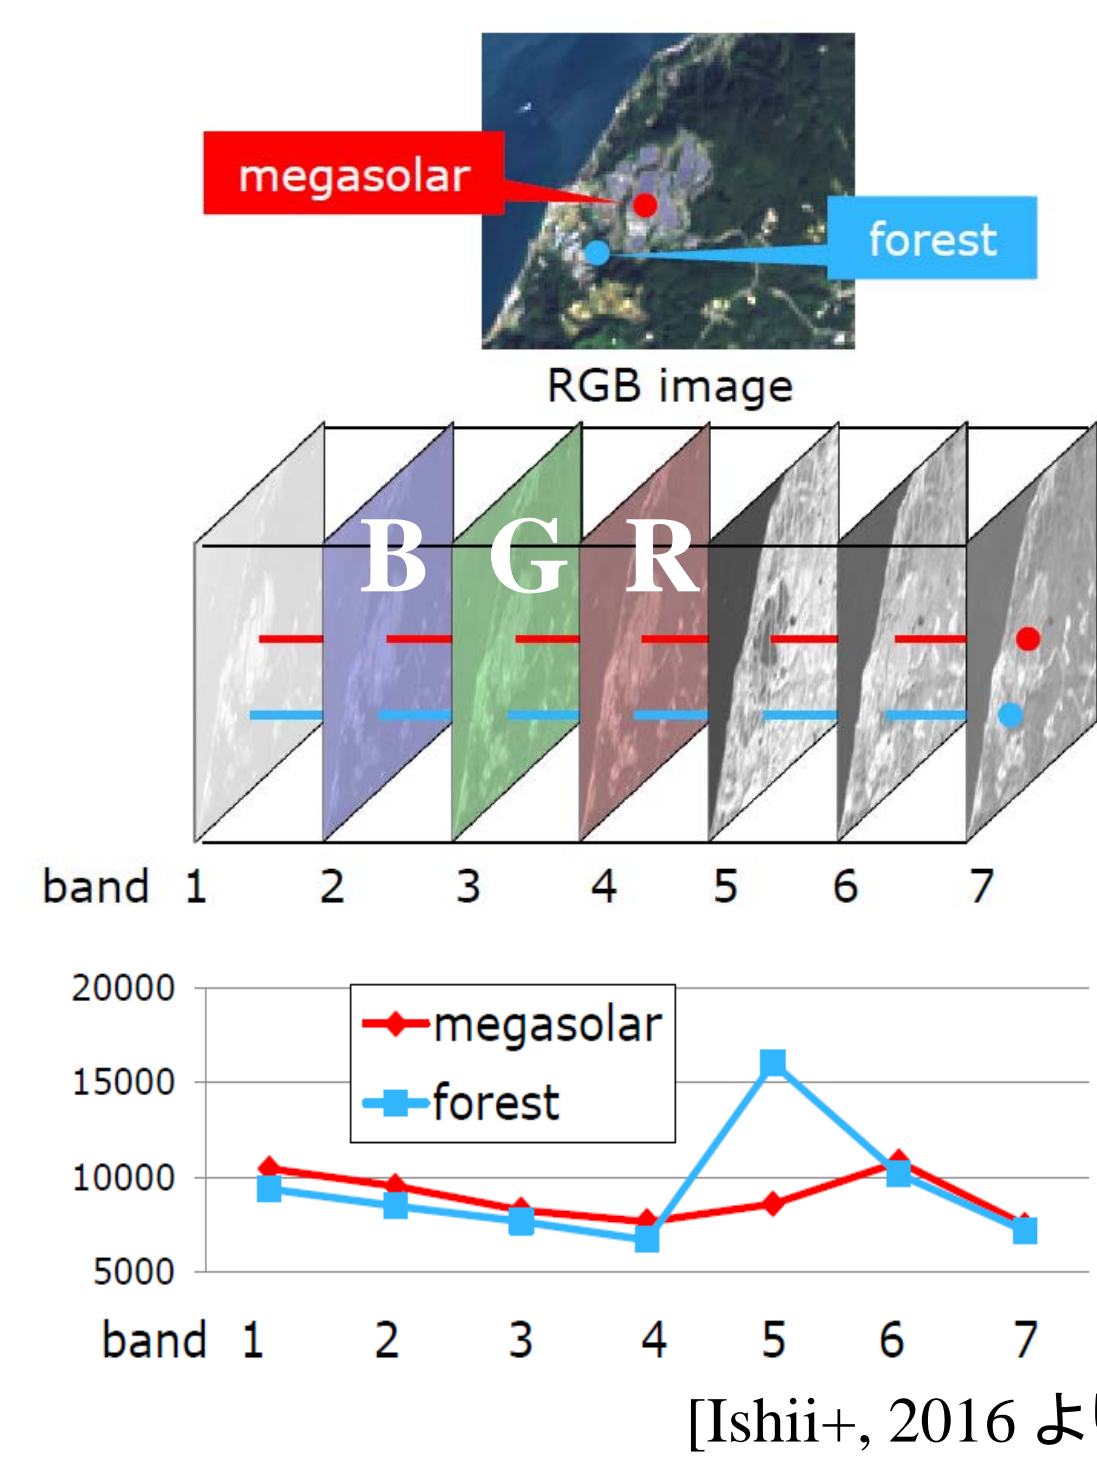 megasolar
forest
RGB image
B G R
band 1 2 3 4 5 6 7
20000
15000
10000
5000
megasolar
forest
band 1 2 3 4 5 6 7
[Ishii+, 2016 よ